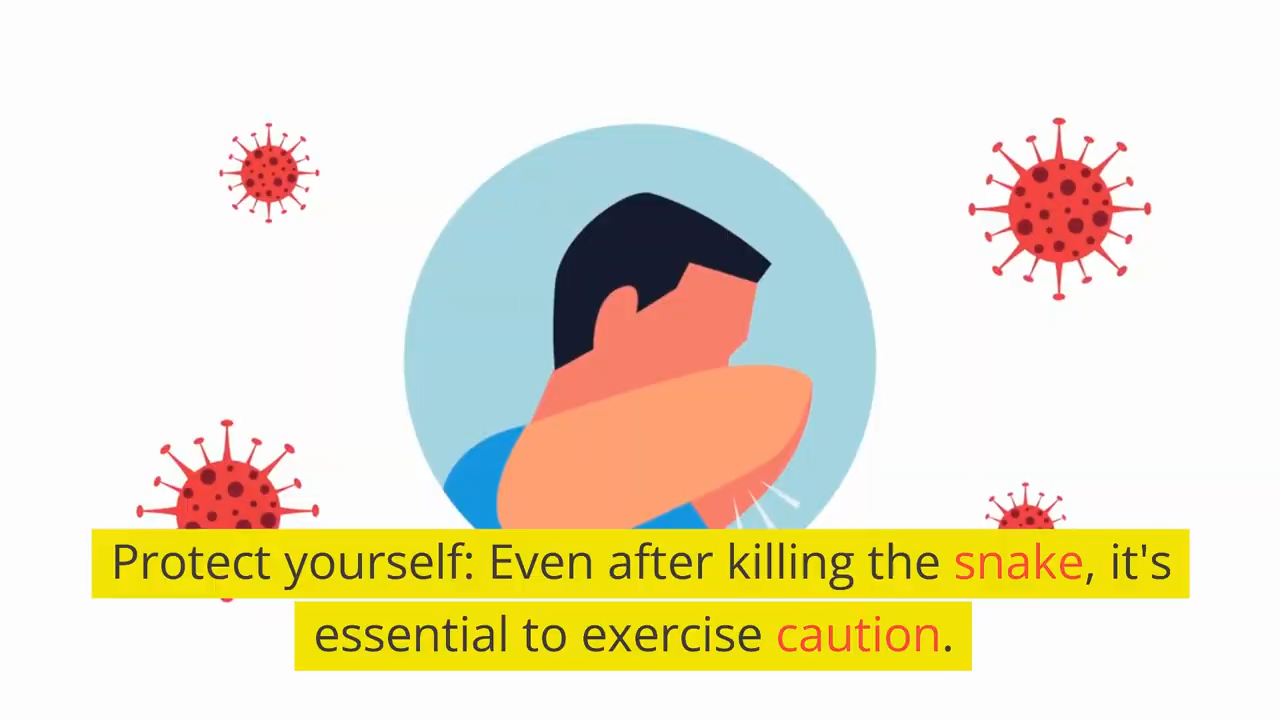 Protect yourself: Even after killing the snake, it's
essential to exercise caution.